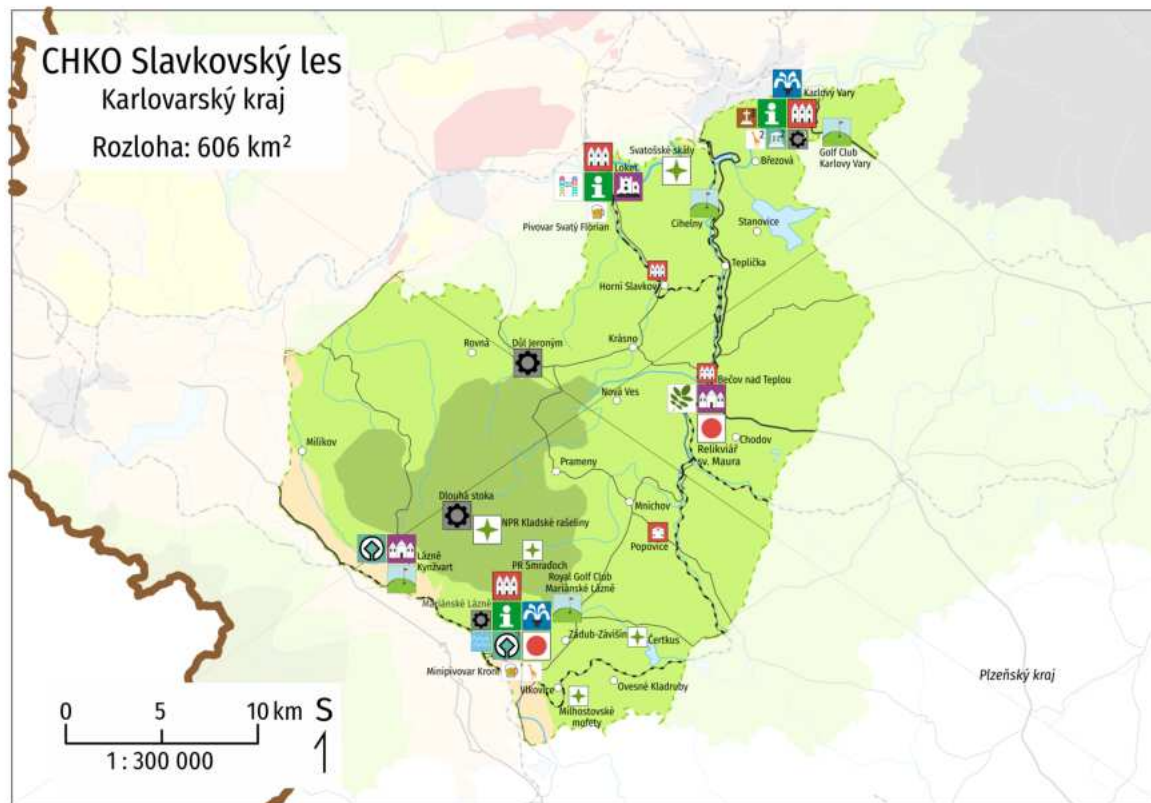 CHKO Slavkovský les
Karlovarský kraj
Rozloha: 606 km²
Karlovy Vary
2
Březová
Golf Club
Karlovy Vary
Svatošské skály
Loket
Pivovar Svatý Florian
Cihelny
Stanovice
Teplička
Horní Slavkov
Krásno
Rovná
Důl Jeroným
Bečov nad Teplou
Nová Ves
Relikviář
sv. Maura
Chodov
Milíkov
Prameny
Dlouhá stoka
NPR Kladské rašeliny
Mnichov
Popovice
PR Smraďoch
Lázně
Kynžvart
Royal Golf Club
Mariánské Lázně
Mariánské Lázně
Zádub-Závišín
Čertkus
Minipivovar Kronl
Vlkovice
Ovesné Kladruby
Milhostovské
mofety
Plzeňský kraj
0 5 10 km
1 : 300 000
S